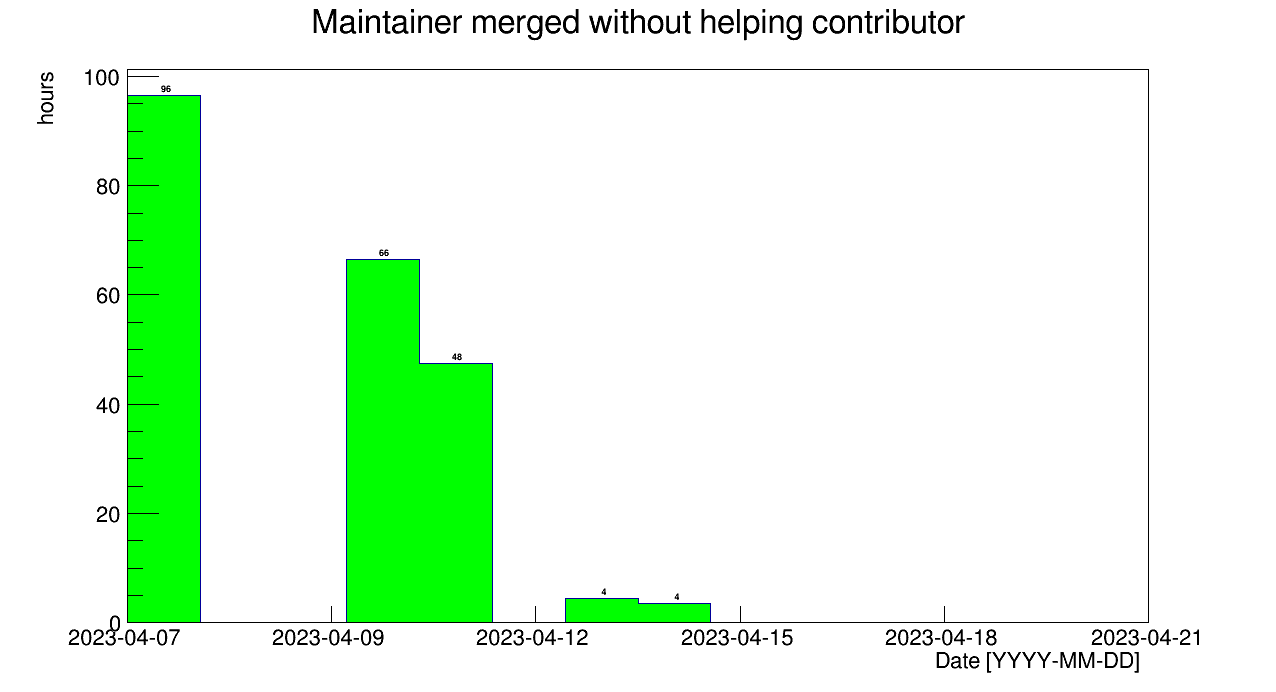 Maintainer merged without helping contributor
hours
100
80
60
40
20
0
96
66
48
4
4
2023-04-07 2023-04-09 2023-04-12 2023-04-15 2023-04-18 2023-04-21
Date [YYYY-MM-DD]